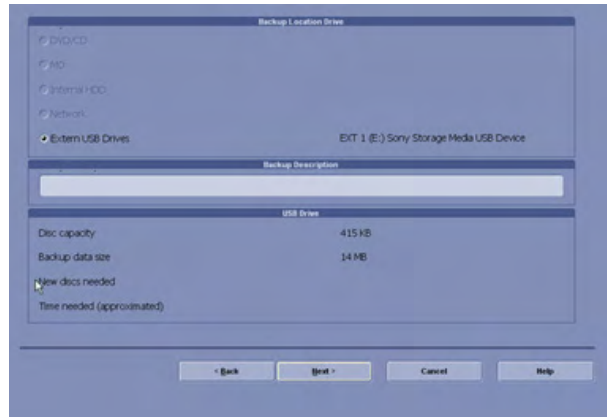 Backup Location Drive
DVD/CD
MO
Internal HDD
Network
Extern USB Drives EXT 1 (E:) Sony Storage Media USB Device
Backup Description
USB Drive
Disc capacity 415 KB
Backup data size 14 MB
New discs needed
Time needed (approximated)
< Back Next > Cancel Help